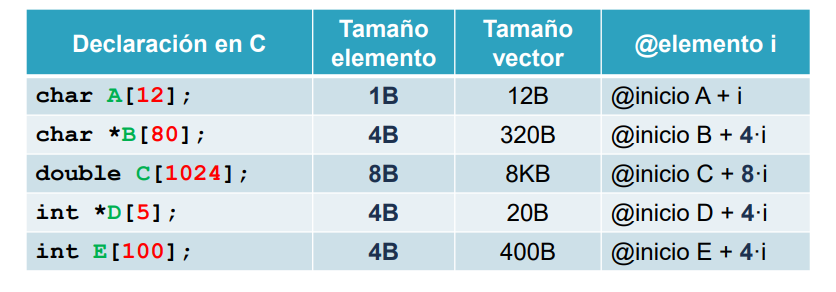 Declaración en C Tamaño elemento Tamaño vector @elemento i
char A[12]; 1B 12B @inicio A + i
char *B[80]; 4B 320B @inicio B + 4·i
double C[1024]; 8B 8KB @inicio C + 8·i
int *D[5]; 4B 20B @inicio D + 4·i
int E[100]; 4B 400B @inicio E + 4·i